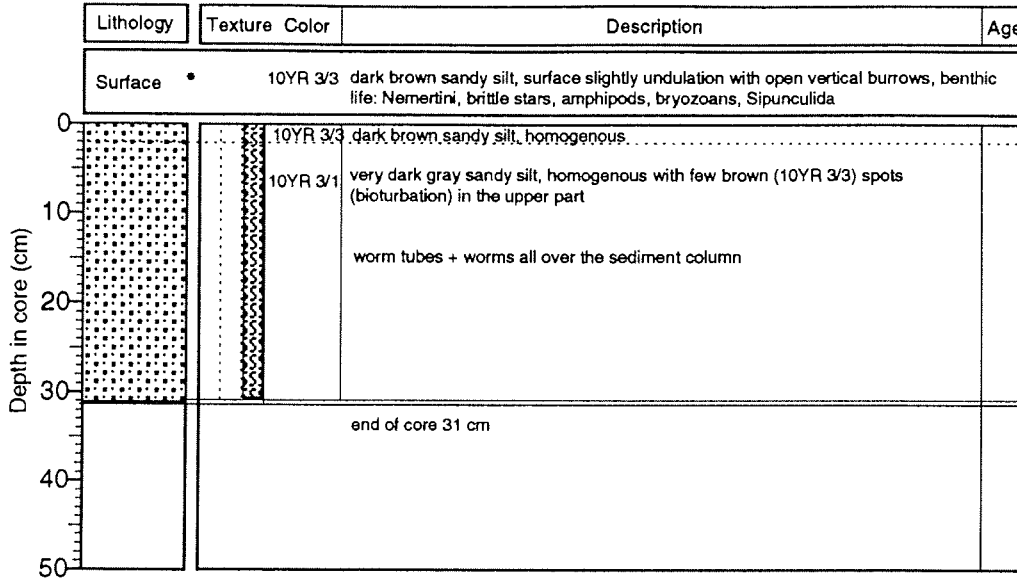 Lithology Texture Color Description Age
Surface 10YR 3/3 dark brown sandy silt, surface slightly undulation with open vertical burrows, benthic
life: Nemertini, brittle stars, amphipods, bryozoans, Sipunculida
0 10YR 3/3 dark brown sandy silt, homogenous
10YR 3/1 very dark gray sandy silt, homogenous with few brown (10YR 3/3) spots
(bioturbation) in the upper part
10
worm tubes + worms all over the sediment column
20
30
end of core 31 cm
40
50
Depth in core (cm)